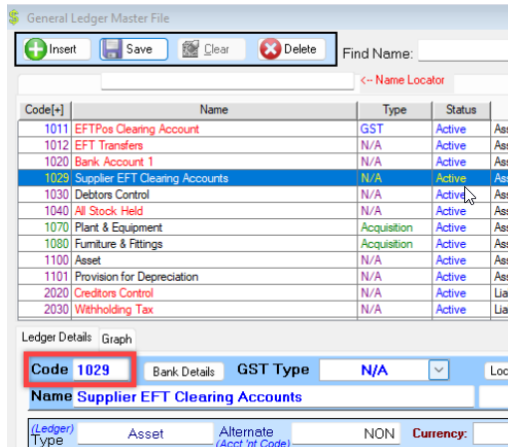 General Ledger Master File
Insert Save Clear Delete Find Name:
<-- Name Locator
Code[+] Name Type Status
1011 EFTPos Clearing Account GST Active
1012 EFT Transfers N/A Active
1020 Bank Account 1 N/A Active
1029 Supplier EFT Clearing Accounts N/A Active
1030 Debtors Control N/A Active
1040 All Stock Held N/A Active
1070 Plant & Equipment Acquisition Active
1080 Furniture & Fittings Acquisition Active
1100 Asset N/A Active
1101 Provision for Depreciation N/A Active
2020 Creditors Control N/A Active
2030 Withholding Tax N/A Active
Ledger Details Graph
Code 1029 Bank Details GST Type N/A
Name Supplier EFT Clearing Accounts
(Ledger) Type Asset Alternate (Acct 'nt Code) NON Currency: